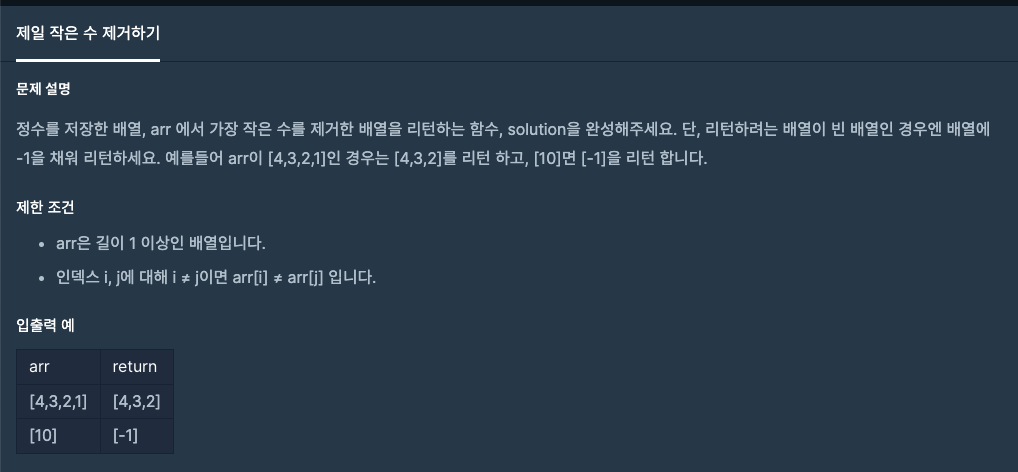 제일 작은 수 제거하기
문제 설명
정수를 저장한 배열, arr 에서 가장 작은 수를 제거한 배열을 리턴하는 함수, solution을 완성해주세요. 단, 리턴하려는 배열이 빈 배열인 경우엔 배열에
-1을 채워 리턴하세요. 예를들어 arr이 [4,3,2,1]인 경우는 [4,3,2]를 리턴 하고, [10]면 [-1]을 리턴 합니다.
제한 조건
• arr은 길이 1 이상인 배열입니다.
• 인덱스 i, j에 대해 i ≠ j이면 arr[i] ≠ arr[j] 입니다.
입출력 예
arr return
[4,3,2,1] [4,3,2]
[10] [-1]